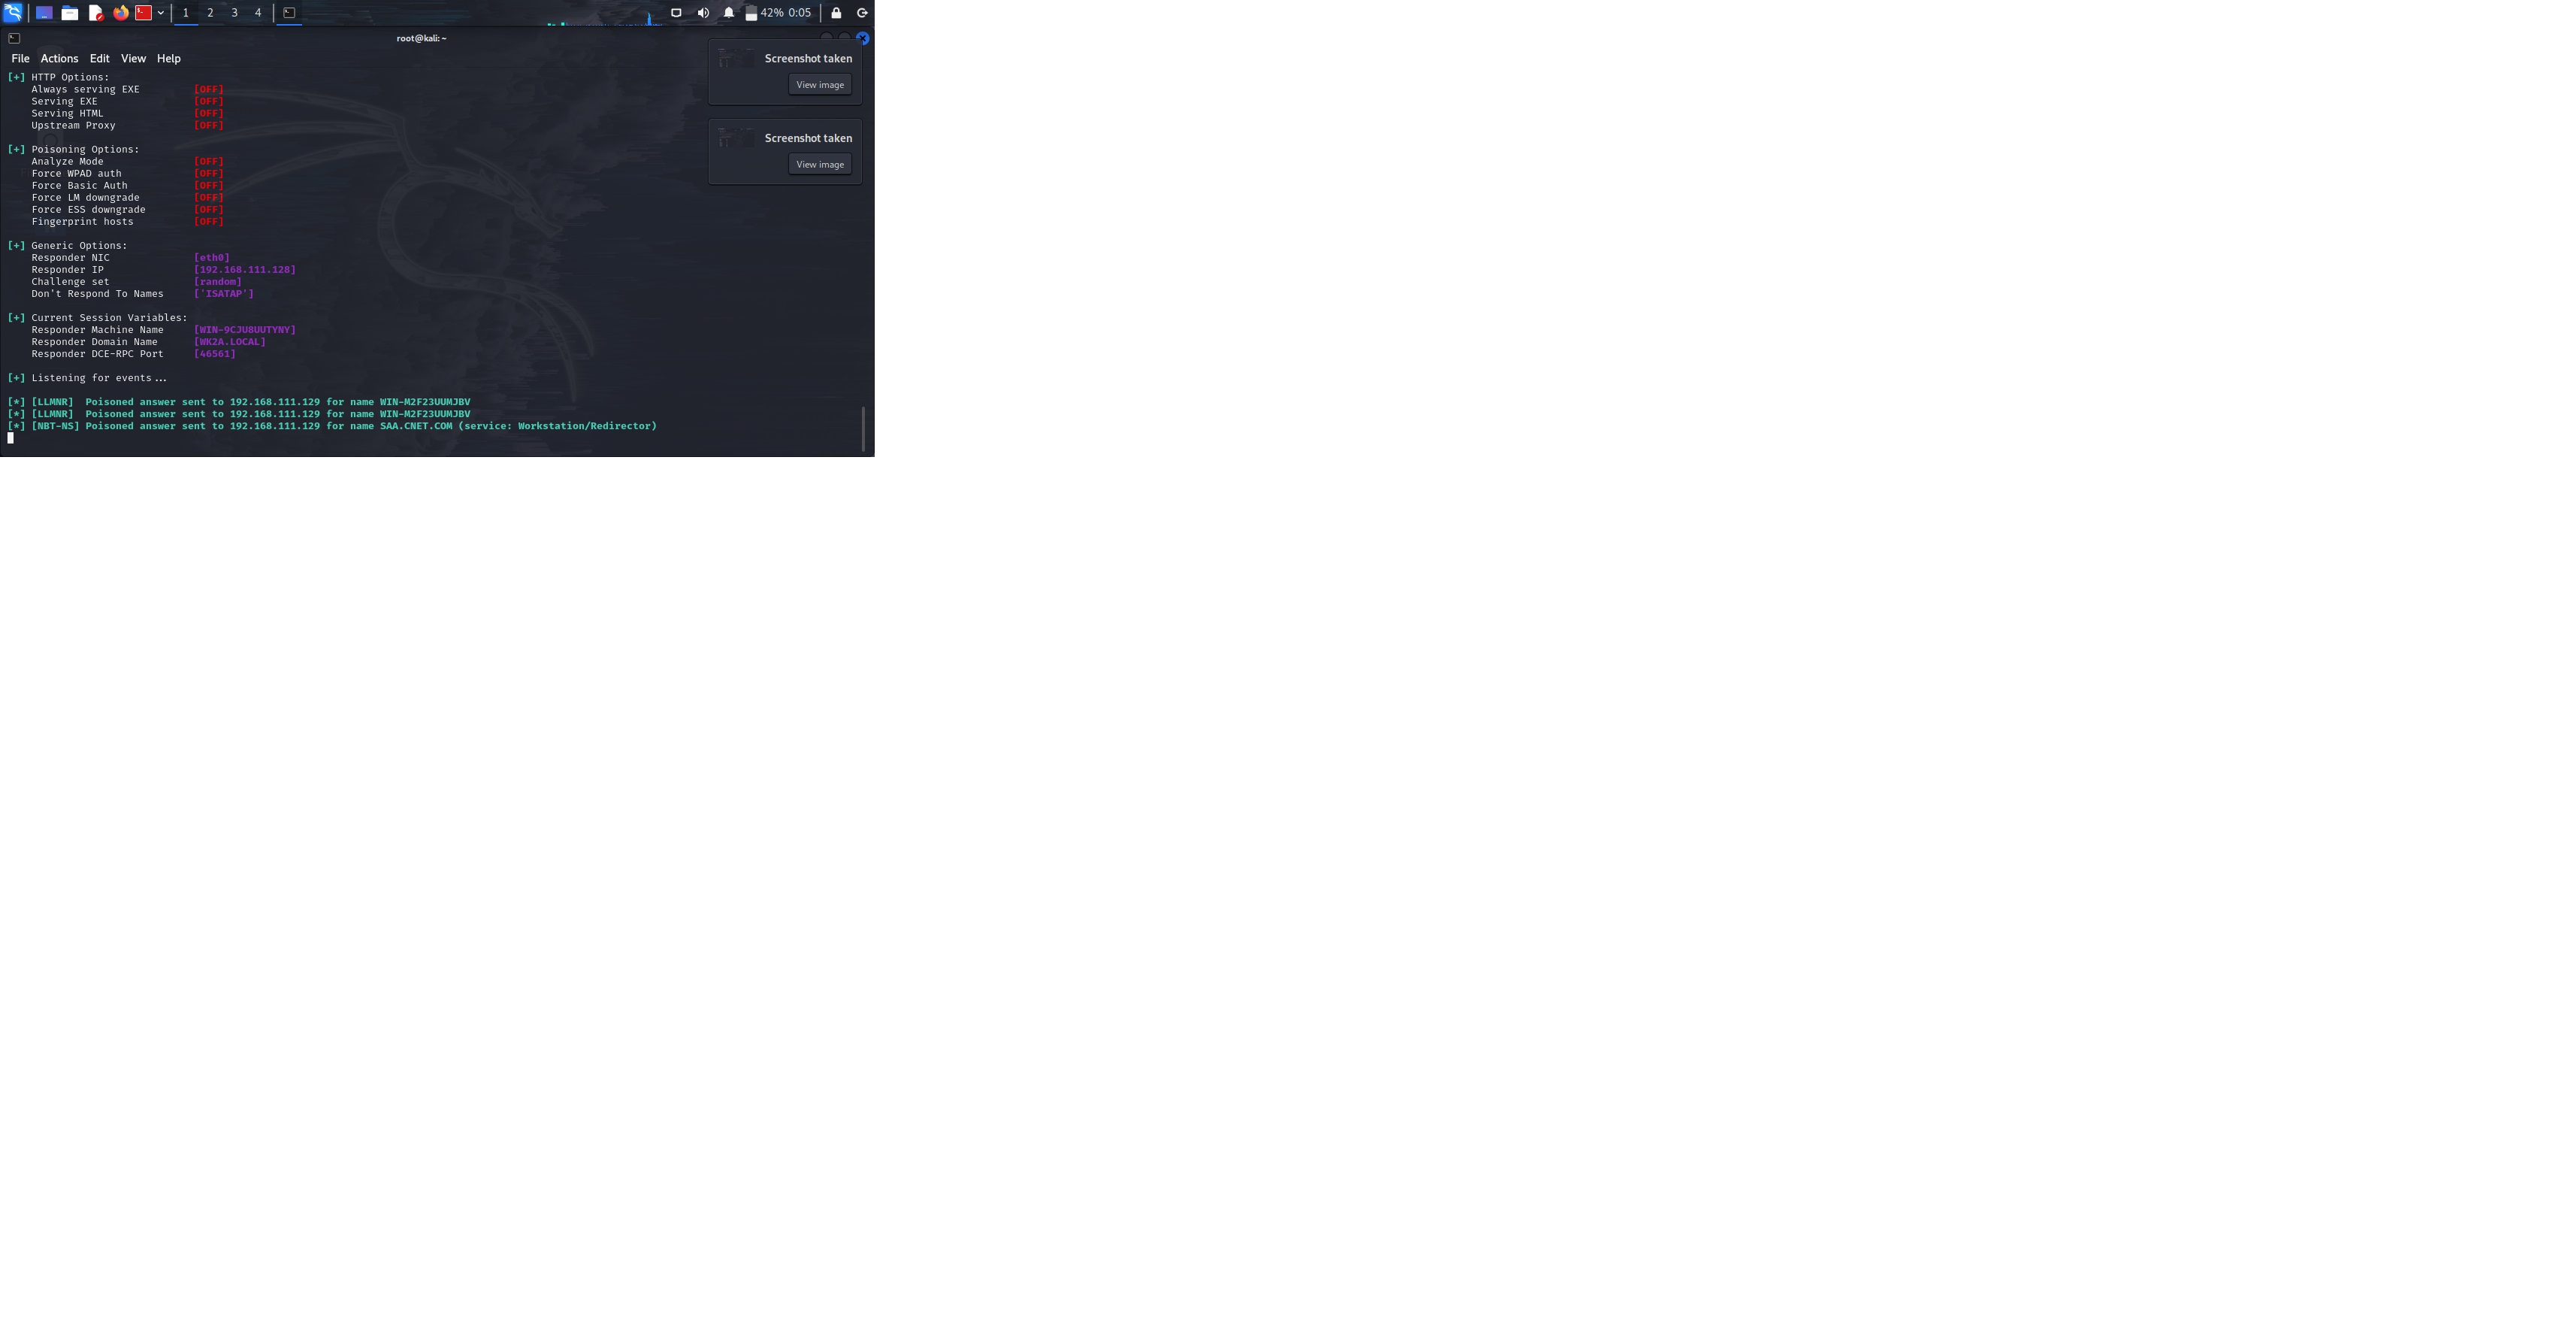 1 2 3 4 42% 0:05
root@kali: ~
File Actions Edit View Help
Screenshot taken
View image
Screenshot taken
View image
[+] HTTP Options:
Always serving EXE [OFF]
Serving EXE [OFF]
Serving HTML [OFF]
Upstream Proxy [OFF]
[+] Poisoning Options:
Analyze Mode [OFF]
Force WPAD auth [OFF]
Force Basic Auth [OFF]
Force LM downgrade [OFF]
Force ESS downgrade [OFF]
Fingerprint hosts [OFF]
[+] Generic Options:
Responder NIC [eth0]
Responder IP [192.168.111.128]
Challenge set [random]
Don't Respond To Names ['ISATAP']
[+] Current Session Variables:
Responder Machine Name [WIN-9CJU8UUTYNY]
Responder Domain Name [WK2A.LOCAL]
Responder DCE-RPC Port [46561]
[+] Listening for events...
[*] [LLMNR]  Poisoned answer sent to 192.168.111.129 for name WIN-M2F23UUMJBV
[*] [LLMNR]  Poisoned answer sent to 192.168.111.129 for name WIN-M2F23UUMJBV
[*] [NBT-NS] Poisoned answer sent to 192.168.111.129 for name SAA.CNET.COM (service: Workstation/Redirector)